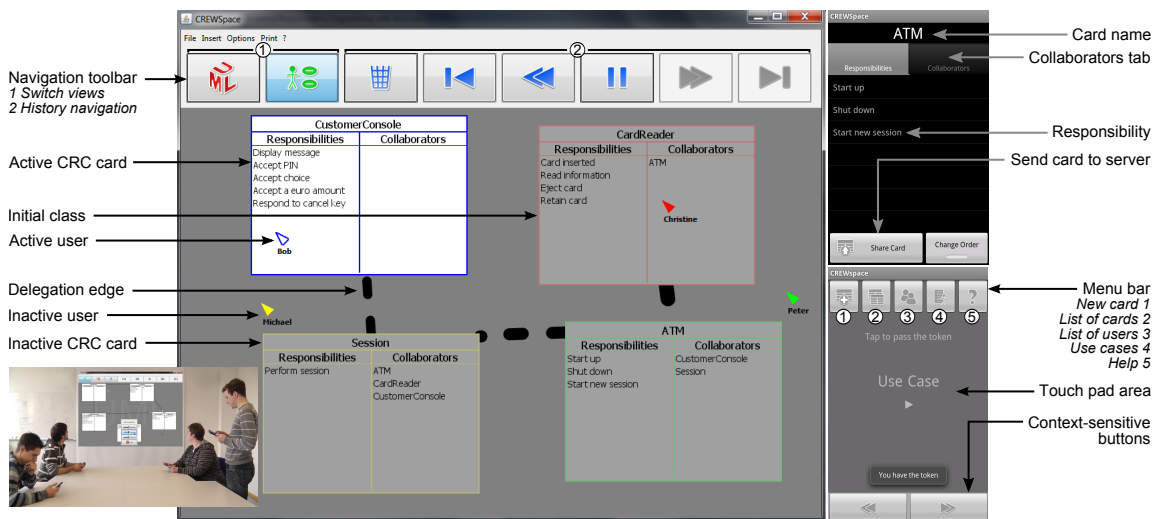 Navigation toolbar
1 Switch views
2 History navigation
Active CRC card
Initial class
Active user
Delegation edge
Inactive user
Inactive CRC card
CREWSpace
File Insert Options Print ?
1
2
UML
CustomerConsole
Responsibilities Collaborators
Display message
Accept PIN
Accept choice
Accept a euro amount
Respond to cancel key
Bob
CardReader
Responsibilities Collaborators
Card inserted ATM
Read information
Eject card
Retain card
Christine
Michael
Peter
Session
Responsibilities Collaborators
Perform session ATM
CardReader
CustomerConsole
ATM
Responsibilities Collaborators
Start up CustomerConsole
Shut down Session
Start new session
CREWSpace
ATM
Responsibilities Collaborators
Start up
Shut down
Start new session
Share Card Change Order
CREWspace
1 2 3 4 5
?
Tap to pass the token
Use Case
You have the token
Card name
Collaborators tab
Responsibility
Send card to server
Menu bar
New card 1
List of cards 2
List of users 3
Use cases 4
Help 5
Touch pad area
Context-sensitive
buttons